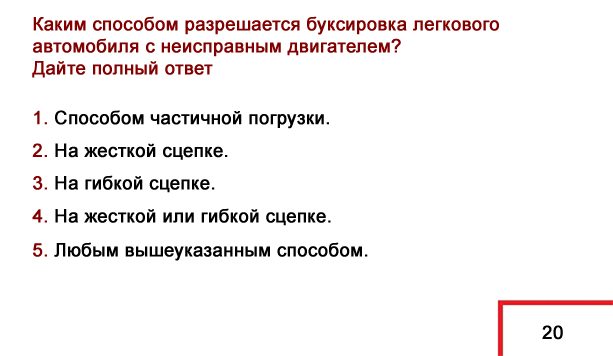 Каким способом разрешается буксировка легкового
автомобиля с неисправным двигателем?
Дайте полный ответ
1. Способом частичной погрузки.
2. На жесткой сцепке.
3. На гибкой сцепке.
4. На жесткой или гибкой сцепке.
5. Любым вышеуказанным способом.
20